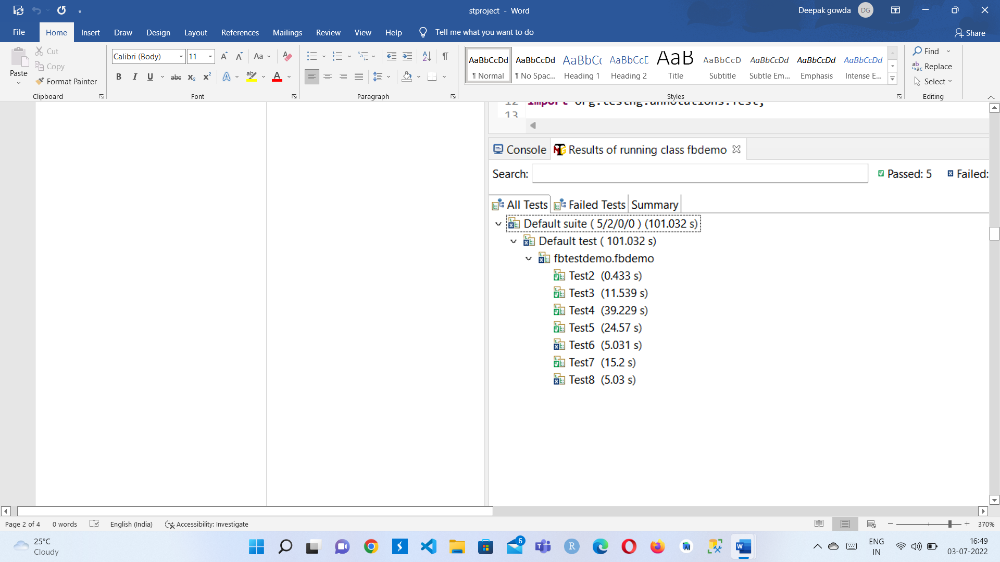 stproject - Word
Deepak gowda
DG
File
Home
Insert
Draw
Design
Layout
References
Mailings
Review
View
Help
Tell me what you want to do
Share
Paste
Cut
Copy
Format Painter
Clipboard
Calibri (Body)
11
Aa
B I U abc x₂ x²
A
Font
Paragraph
AaBbCcDd
¶ Normal
AaBbCcDd
¶ No Spac...
AaBbCc
Heading 1
AaBbCcD
Heading 2
AaB
Title
AaBbCcD
Subtitle
AaBbCcDd
Subtle Em...
AaBbCcDd
Emphasis
AaBbCcDd
Intense E...
Styles
Find
Replace
Select
Editing
12 import org.testng.annotations.Test;
13
Console
Results of running class fbdemo
Search:
Passed: 5
Failed:
All Tests
Failed Tests
Summary
Default suite ( 5/2/0/0 ) (101.032 s)
Default test ( 101.032 s)
fbtestdemo.fbdemo
Test2 (0.433 s)
Test3 (11.539 s)
Test4 (39.229 s)
Test5 (24.57 s)
Test6 (5.031 s)
Test7 (15.2 s)
Test8 (5.03 s)
Page 2 of 4
0 words
English (India)
Accessibility: Investigate
370%
25°C
Cloudy
6
ENG
IN
16:49
03-07-2022